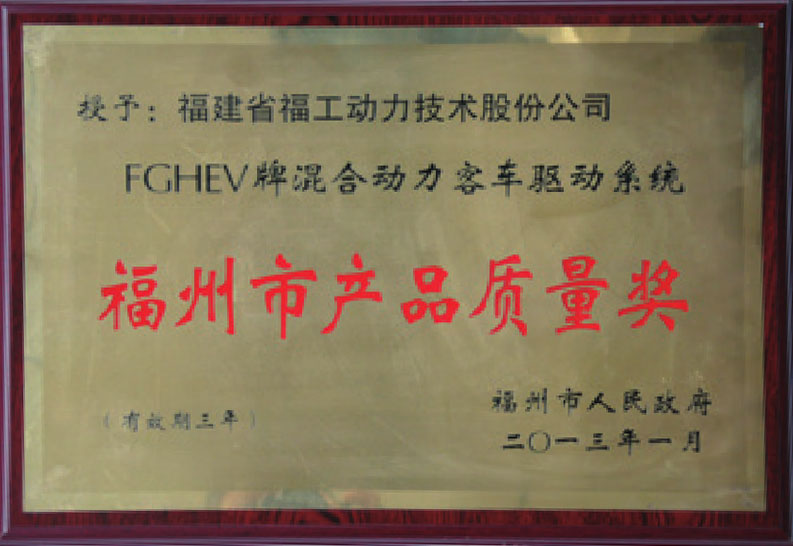 授予：福建省福工动力技术股份公司
FGHEV牌混合动力客车驱动系统
福州市产品质量奖
福州市人民政府
（有效期三年）
二〇一三年一月